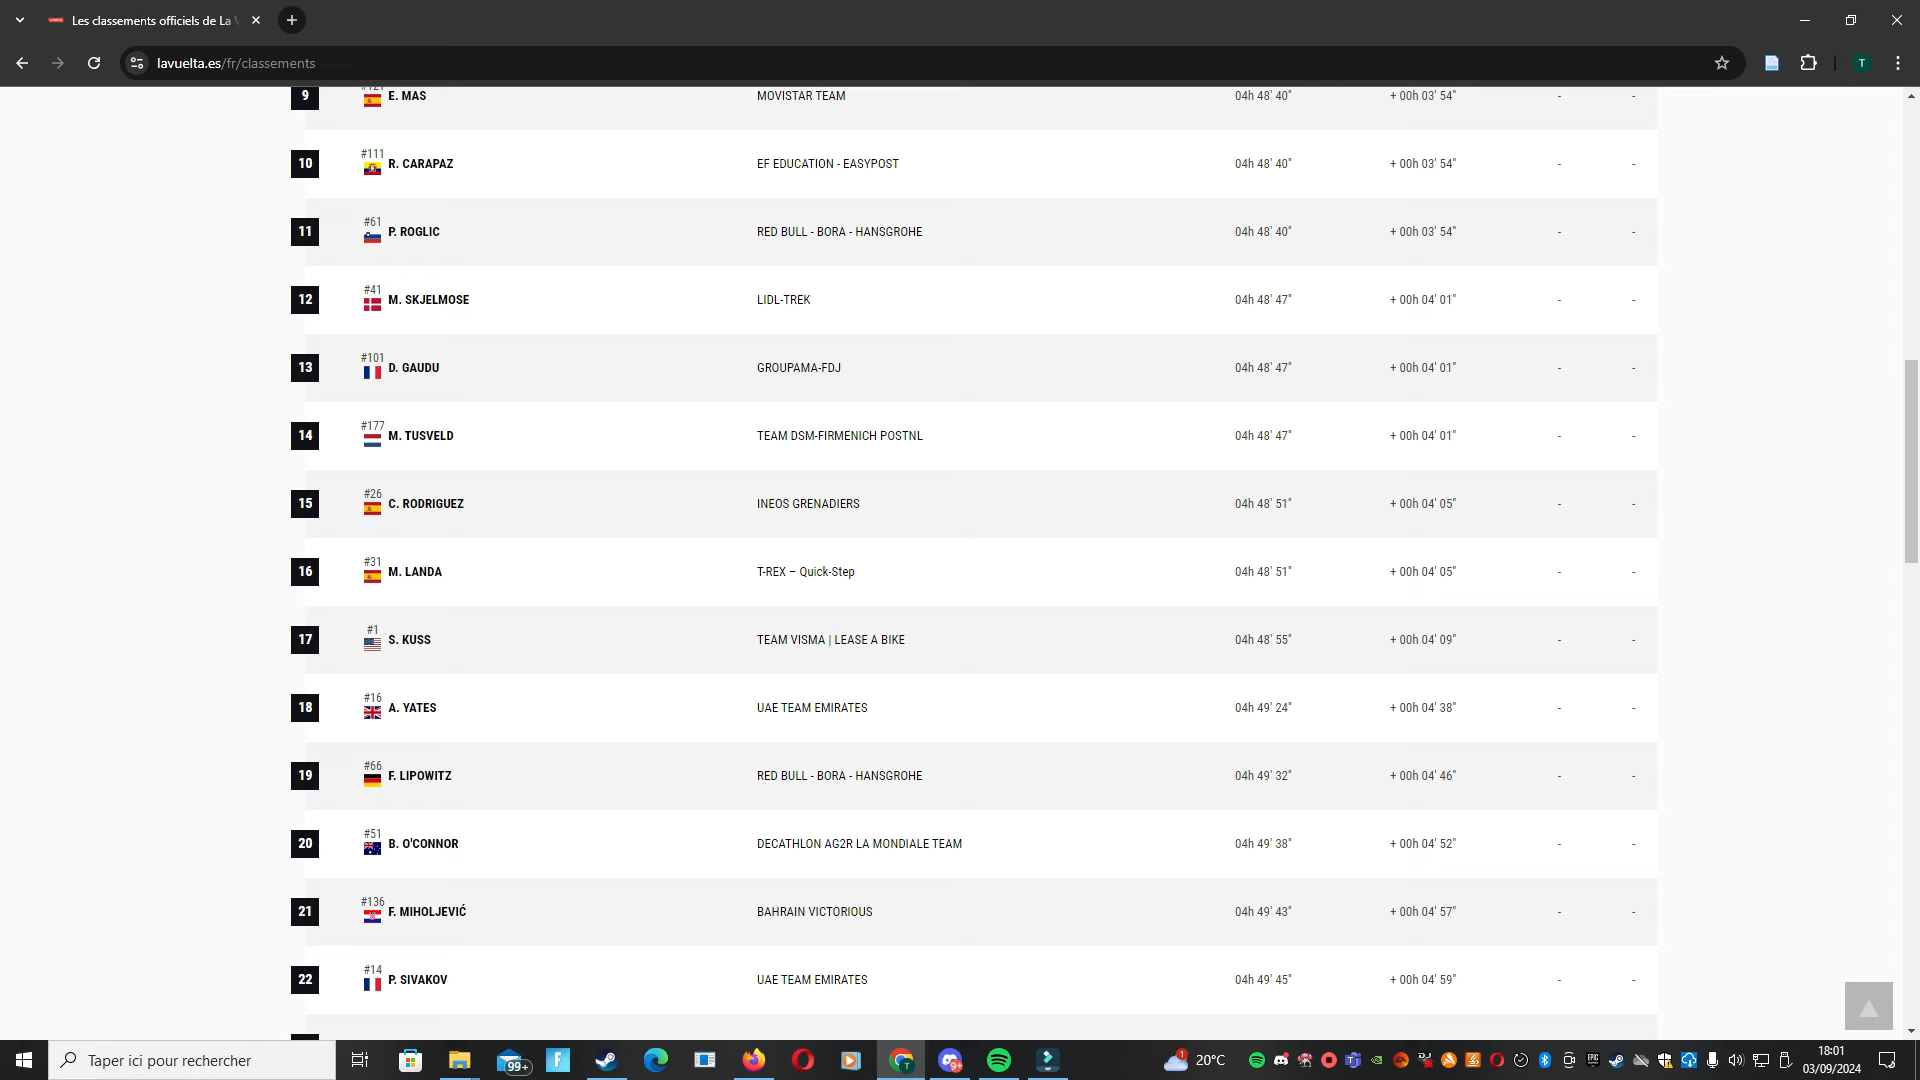 Les classements officiels de La V
lavuelta.es/fr/classements
T
9 E. MAS MOVISTAR TEAM 04h 48' 40" + 00h 03' 54" - -
#111
10 R. CARAPAZ EF EDUCATION - EASYPOST 04h 48' 40" + 00h 03' 54" - -
#61
11 P. ROGLIC RED BULL - BORA - HANSGROHE 04h 48' 40" + 00h 03' 54" - -
#41
12 M. SKJELMOSE LIDL-TREK 04h 48' 47" + 00h 04' 01" - -
#101
13 D. GAUDU GROUPAMA-FDJ 04h 48' 47" + 00h 04' 01" - -
#177
14 M. TUSVELD TEAM DSM-FIRMENICH POSTNL 04h 48' 47" + 00h 04' 01" - -
#26
15 C. RODRIGUEZ INEOS GRENADIERS 04h 48' 51" + 00h 04' 05" - -
#31
16 M. LANDA T-REX – Quick-Step 04h 48' 51" + 00h 04' 05" - -
#1
17 S. KUSS TEAM VISMA | LEASE A BIKE 04h 48' 55" + 00h 04' 09" - -
#16
18 A. YATES UAE TEAM EMIRATES 04h 49' 24" + 00h 04' 38" - -
#66
19 F. LIPOWITZ RED BULL - BORA - HANSGROHE 04h 49' 32" + 00h 04' 46" - -
#51
20 B. O'CONNOR DECATHLON AG2R LA MONDIALE TEAM 04h 49' 38" + 00h 04' 52" - -
#136
21 F. MIHOLJEVIĆ BAHRAIN VICTORIOUS 04h 49' 43" + 00h 04' 57" - -
#14
22 P. SIVAKOV UAE TEAM EMIRATES 04h 49' 45" + 00h 04' 59" - -
Taper ici pour rechercher
99+
20°C
18:01
03/09/2024